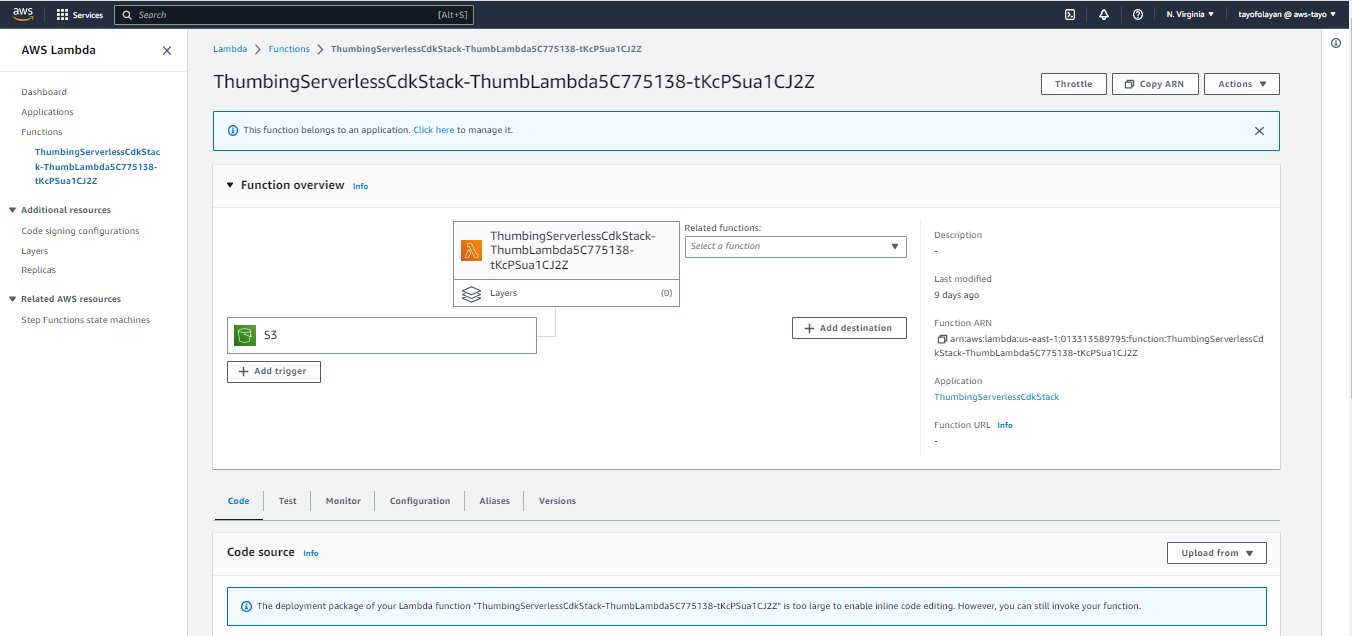 aws
Services
Search
[Alt+S]
N. Virginia
tayofolayan @ aws-tayo
AWS Lambda
Dashboard
Applications
Functions
ThumbingServerlessCdkStac
k-ThumbLambda5C775138-
tKcPSua1CJ2Z
Additional resources
Code signing configurations
Layers
Replicas
Related AWS resources
Step Functions state machines
Lambda > Functions > ThumbingServerlessCdkStack-ThumbLambda5C775138-tKcPSua1CJ2Z
ThumbingServerlessCdkStack-ThumbLambda5C775138-tKcPSua1CJ2Z
Throttle
Copy ARN
Actions
This function belongs to an application. Click here to manage it.
Function overview Info
ThumbingServerlessCdkStack-
ThumbLambda5C775138-
tKcPSua1CJ2Z
Layers
(0)
Related functions:
Select a function
S3
Add trigger
Add destination
Description
-
Last modified
9 days ago
Function ARN
arn:aws:lambda:us-east-1:013313589795:function:ThumbingServerlessCd
kStack-ThumbLambda5C775138-tKcPSua1CJ2Z
Application
ThumbingServerlessCdkStack
Function URL Info
-
Code
Test
Monitor
Configuration
Aliases
Versions
Code source Info
Upload from
The deployment package of your Lambda function "ThumbingServerlessCdkStack-ThumbLambda5C775138-tKcPSua1CJ2Z" is too large to enable inline code editing. However, you can still invoke your function.